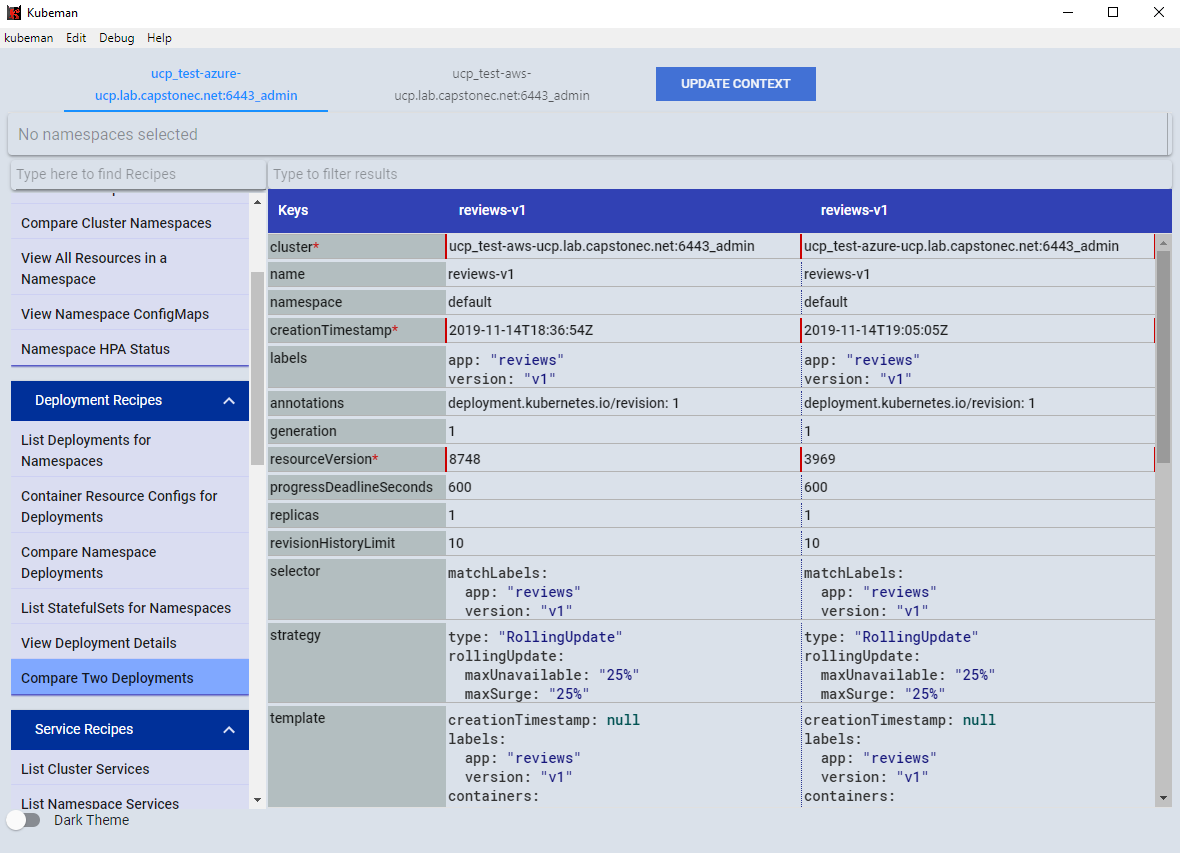 Kubeman
kubeman Edit Debug Help
ucp_test-azure-
ucp.lab.capstonec.net:6443_admin
ucp_test-aws-
ucp.lab.capstonec.net:6443_admin
UPDATE CONTEXT
No namespaces selected
Type here to find Recipes
Type to filter results
Compare Cluster Namespaces
View All Resources in a
Namespace
View Namespace ConfigMaps
Namespace HPA Status
Deployment Recipes
List Deployments for
Namespaces
Container Resource Configs for
Deployments
Compare Namespace
Deployments
List StatefulSets for Namespaces
View Deployment Details
Compare Two Deployments
Service Recipes
List Cluster Services
List Namespace Services
Dark Theme
Keys reviews-v1 reviews-v1
cluster* ucp_test-aws-ucp.lab.capstonec.net:6443_admin ucp_test-azure-ucp.lab.capstonec.net:6443_admin
name reviews-v1 reviews-v1
namespace default default
creationTimestamp* 2019-11-14T18:36:54Z 2019-11-14T19:05:05Z
labels app: "reviews" app: "reviews"
version: "v1" version: "v1"
annotations deployment.kubernetes.io/revision: 1 deployment.kubernetes.io/revision: 1
generation 1 1
resourceVersion* 8748 3969
progressDeadlineSeconds 600 600
replicas 1 1
revisionHistoryLimit 10 10
selector matchLabels: matchLabels:
app: "reviews" app: "reviews"
version: "v1" version: "v1"
strategy type: "RollingUpdate" type: "RollingUpdate"
rollingUpdate: rollingUpdate:
maxUnavailable: "25%" maxUnavailable: "25%"
maxSurge: "25%" maxSurge: "25%"
template creationTimestamp: null creationTimestamp: null
labels: labels:
app: "reviews" app: "reviews"
version: "v1" version: "v1"
containers: containers: